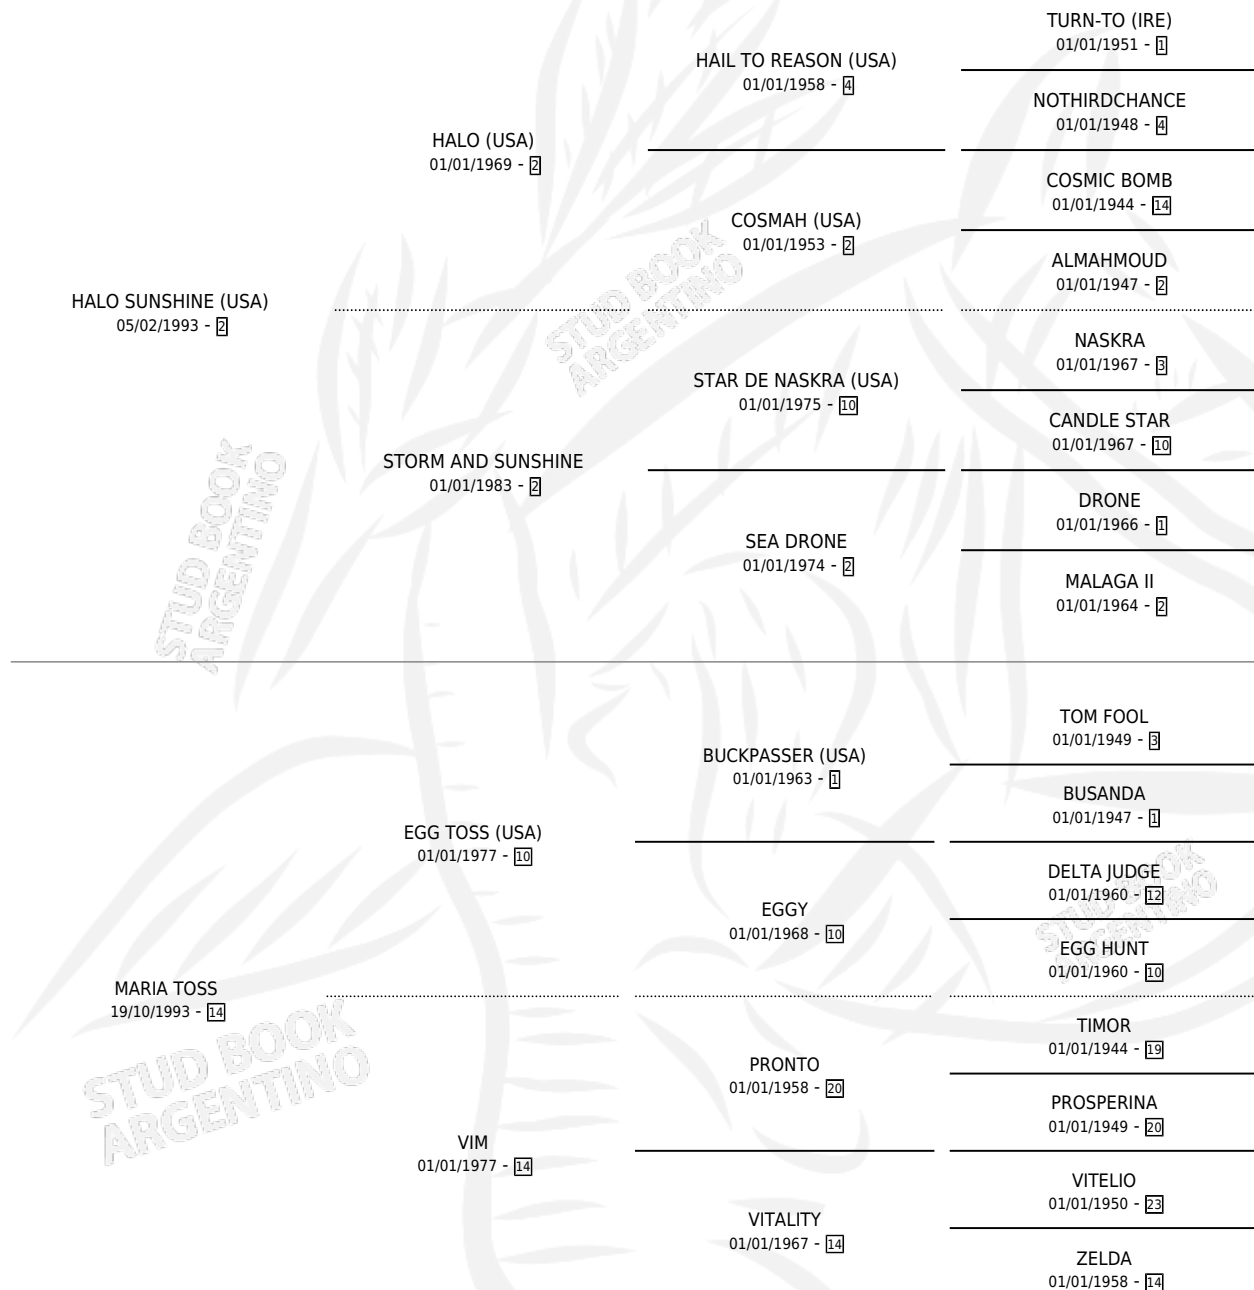 TURN-TO (IRE)
01/01/1951 - 1
HAIL TO REASON (USA)
01/01/1958 - 4
NOTHIRDCHANCE
01/01/1948 - 4
HALO (USA)
01/01/1969 - 2
COSMIC BOMB
01/01/1944 - 14
COSMAH (USA)
01/01/1953 - 2
ALMAHMOUD
01/01/1947 - 2
HALO SUNSHINE (USA)
05/02/1993 - 2
STUD BOOK
ARGENTINO
NASKRA
01/01/1967 - 3
STAR DE NASKRA (USA)
01/01/1975 - 10
CANDLE STAR
01/01/1967 - 10
STORM AND SUNSHINE
01/01/1983 - 2
DRONE
01/01/1966 - 1
SEA DRONE
01/01/1974 - 2
MALAGA II
01/01/1964 - 2
STUD BOOK
ARGENTINO
TOM FOOL
01/01/1949 - 3
BUCKPASSER (USA)
01/01/1963 - 1
BUSANDA
01/01/1947 - 1
EGG TOSS (USA)
01/01/1977 - 10
DELTA JUDGE
01/01/1960 - 12
STUD BOOK
ARGENTINO
EGGY
01/01/1968 - 10
EGG HUNT
01/01/1960 - 10
MARIA TOSS
19/10/1993 - 14
STUD BOOK
ARGENTINO
TIMOR
01/01/1944 - 19
PRONTO
01/01/1958 - 20
PROSPERINA
01/01/1949 - 20
VIM
01/01/1977 - 14
VITELIO
01/01/1950 - 23
VITALITY
01/01/1967 - 14
ZELDA
01/01/1958 - 14